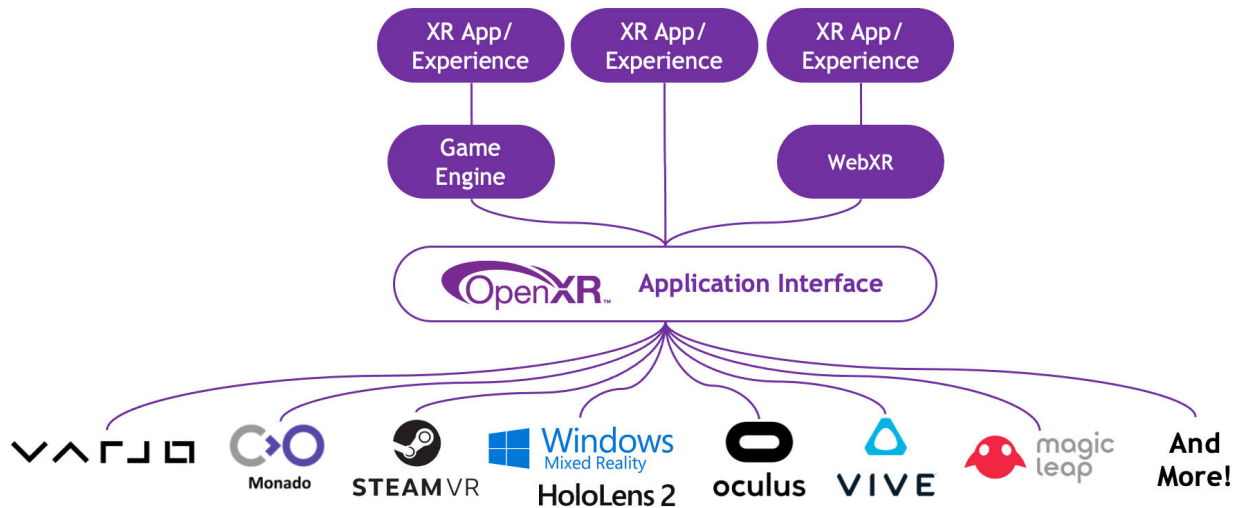 XR App/
Experience
XR App/
Experience
XR App/
Experience
Game
Engine
WebXR
OpenXR™ Application Interface
VARJO
Monado
STEAMVR
Windows
Mixed Reality
HoloLens 2
oculus
VIVE
magic
leap
And
More!